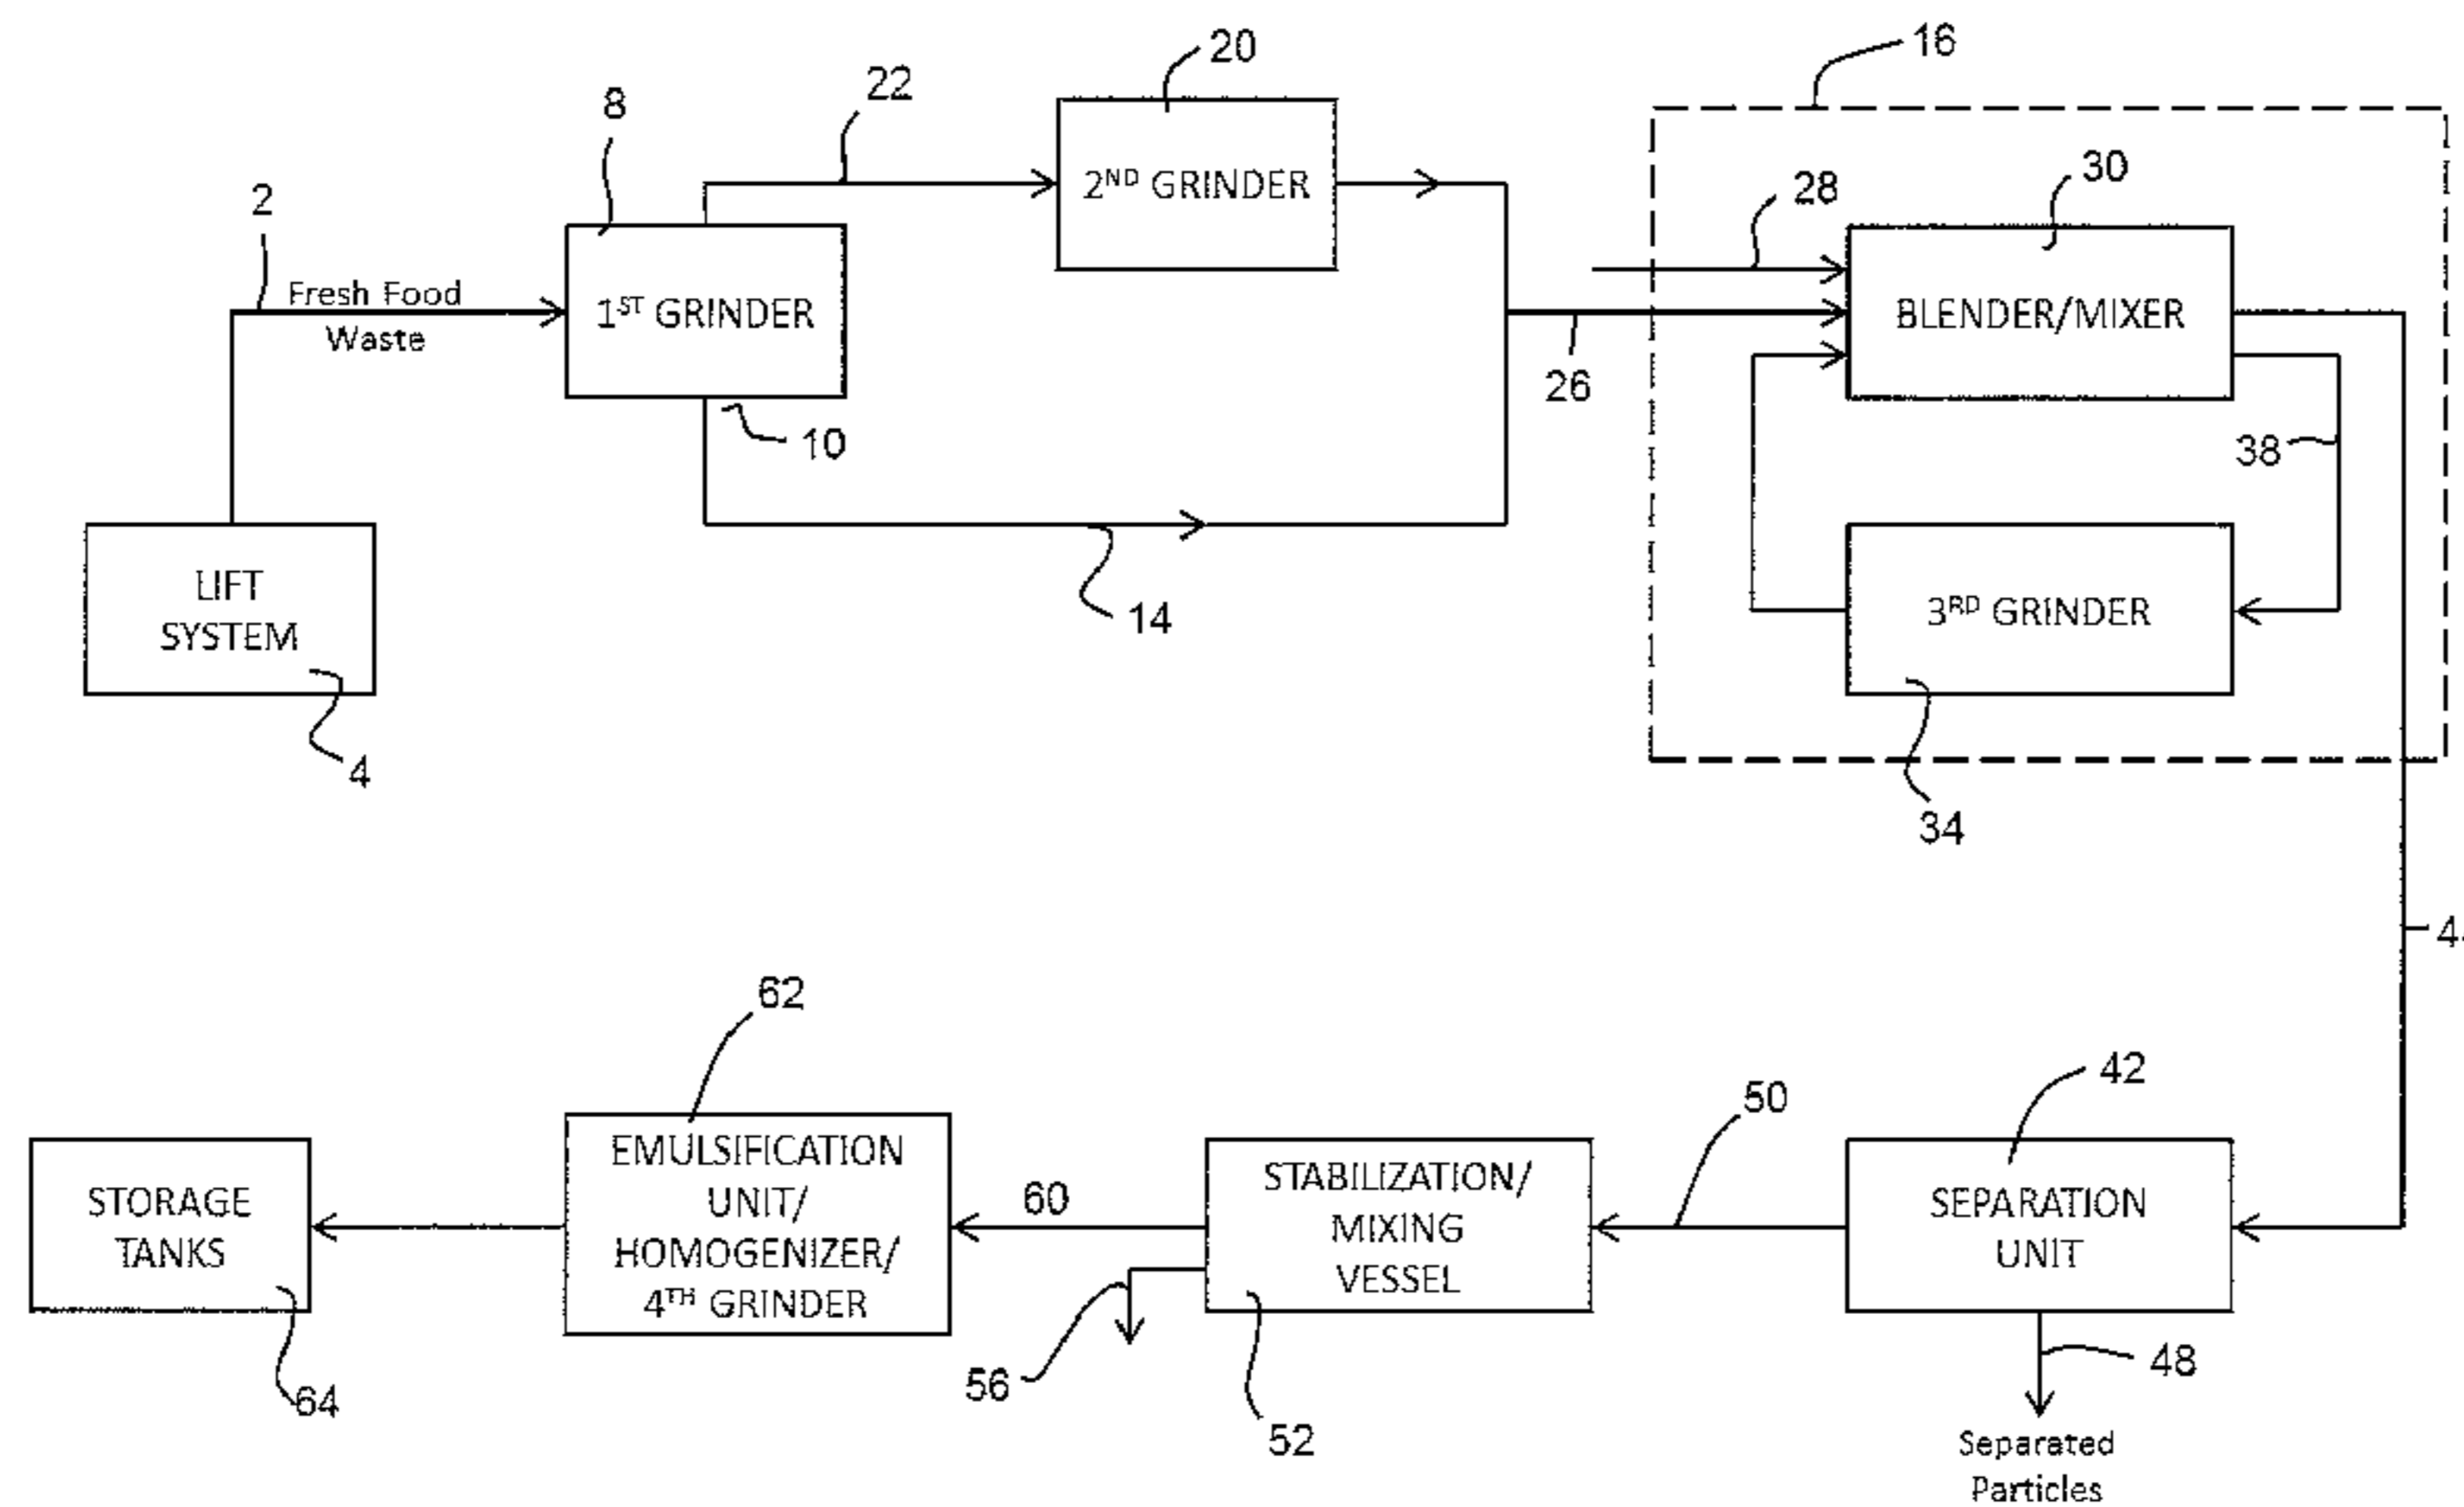 16
20
22
8
30
2
28
2ND GRINDER
Fresh Food
Waste
1ST GRINDER
BLENDER/MIXER
26
10
38
LIFT
SYSTEM
14
3RD GRINDER
4
34
62
42
50
EMULSIFICATION
UNIT/
HOMOGENIZER/
4TH GRINDER
STORAGE
TANKS
60
STABILIZATION/
MIXING
VESSEL
SEPARATION
UNIT
56
64
52
48
Separated
Particles